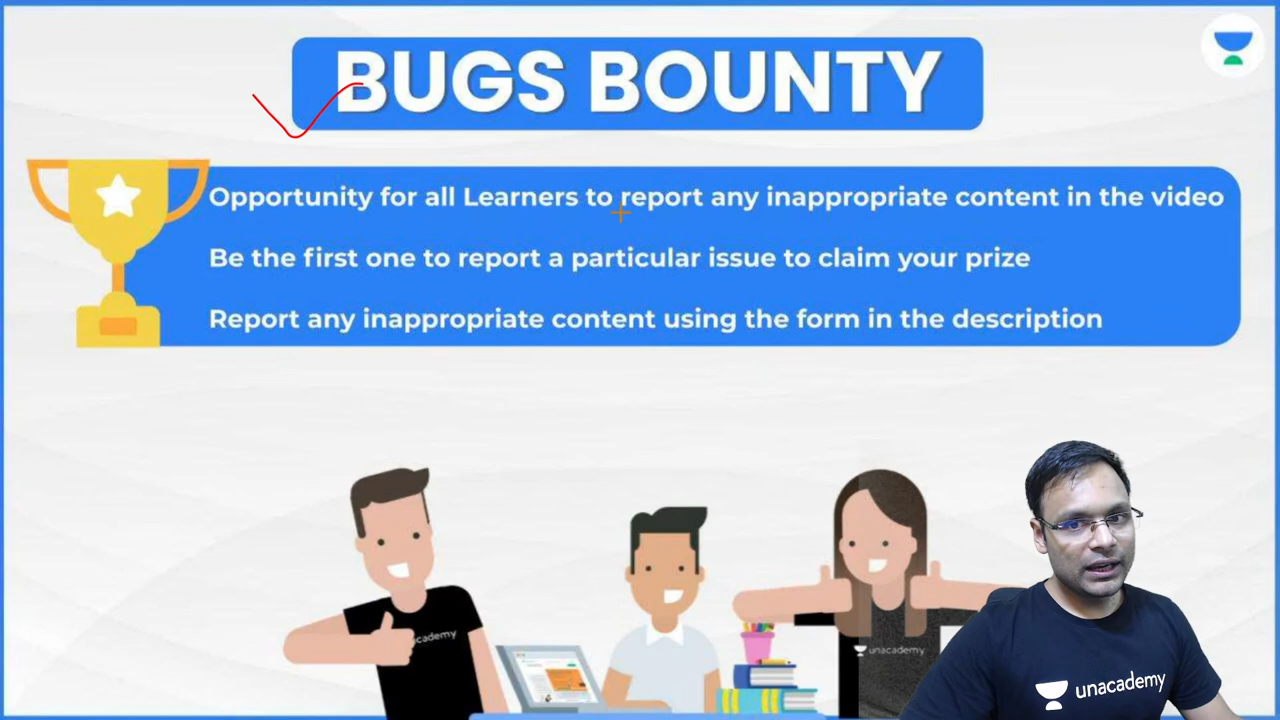 BUGS BOUNTY
Opportunity for all Learners to report any inappropriate content in the video
Be the first one to report a particular issue to claim your prize
Report any inappropriate content using the form in the description
cademy
unacademy
unacademy